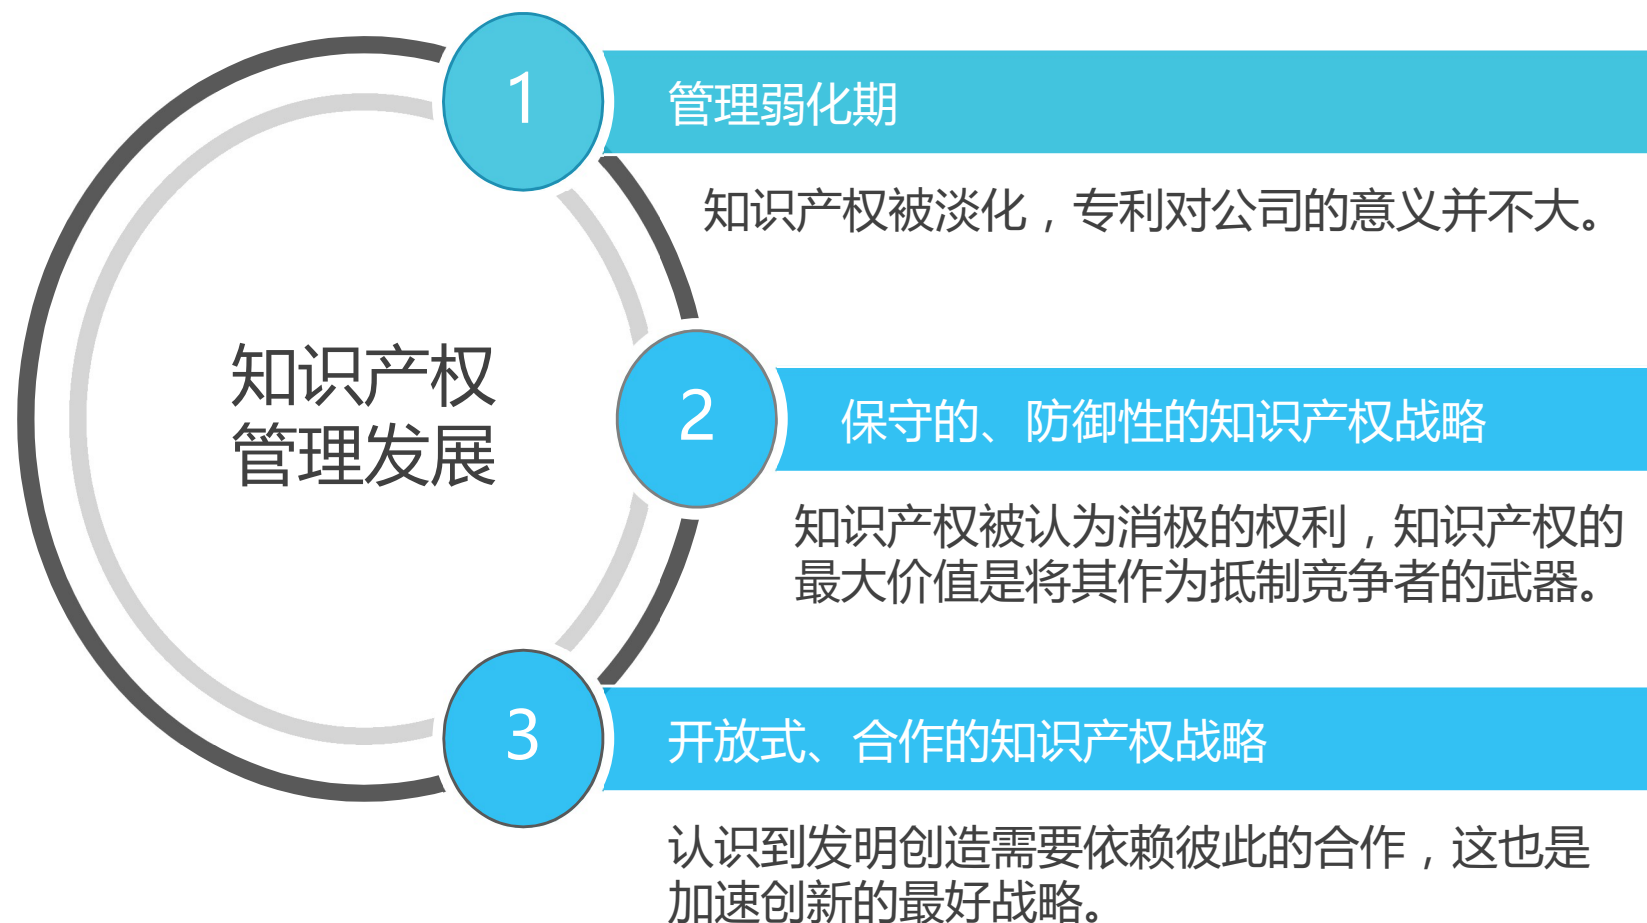 知识产权
管理发展
1
管理弱化期
知识产权被淡化，专利对公司的意义并不大。
2
保守的、防御性的知识产权战略
知识产权被认为消极的权利，知识产权的
最大价值是将其作为抵制竞争者的武器。
3
开放式、合作的知识产权战略
认识到发明创造需要依赖彼此的合作，这也是
加速创新的最好战略。